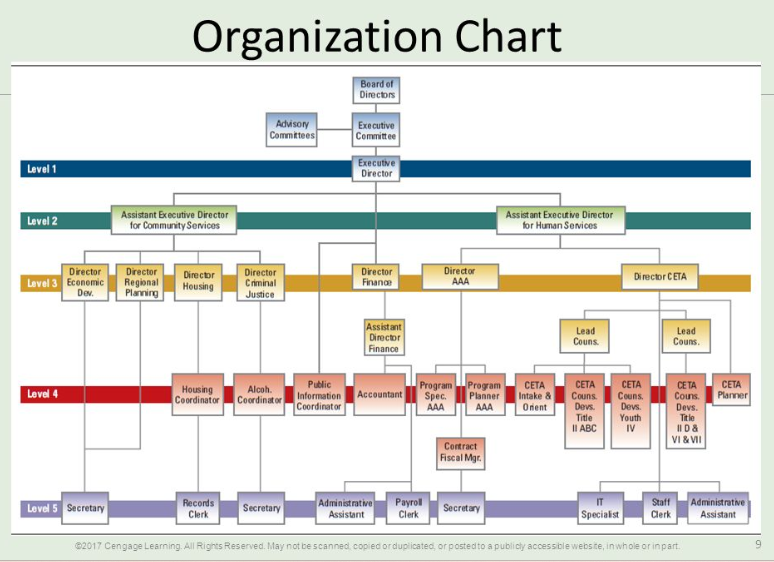 Organization Chart
Board of
Directors
Advisory
Committees
Executive
Committee
Level 1
Executive
Director
Level 2
Assistant Executive Director
for Community Services
Assistant Executive Director
for Human Services
Level 3
Director
Economic
Dev.
Director
Regional
Planning
Director
Housing
Director
Criminal
Justice
Director
Finance
Director
AAA
Director CETA
Assistant
Director
Finance
Lead
Couns.
Lead
Couns.
Level 4
Housing
Coordinator
Alcoh.
Coordinator
Public
Information
Coordinator
Accountant
Program
Spec.
AAA
Program
Planner
AAA
CETA
Intake &
Orient
CETA
Couns.
Devs.
Title
II ABC
CETA
Couns.
Devs.
Youth
IV
CETA
Couns.
Devs.
Title
II D &
VI & VII
CETA
Planner
Contract
Fiscal Mgr.
Level 5
Secretary
Records
Clerk
Secretary
Administrative
Assistant
Payroll
Clerk
Secretary
IT
Specialist
Staff
Clerk
Administrative
Assistant
©2017 Cengage Learning. All Rights Reserved. May not be scanned, copied or duplicated, or posted to a publicly accessible website, in whole or in part.
9